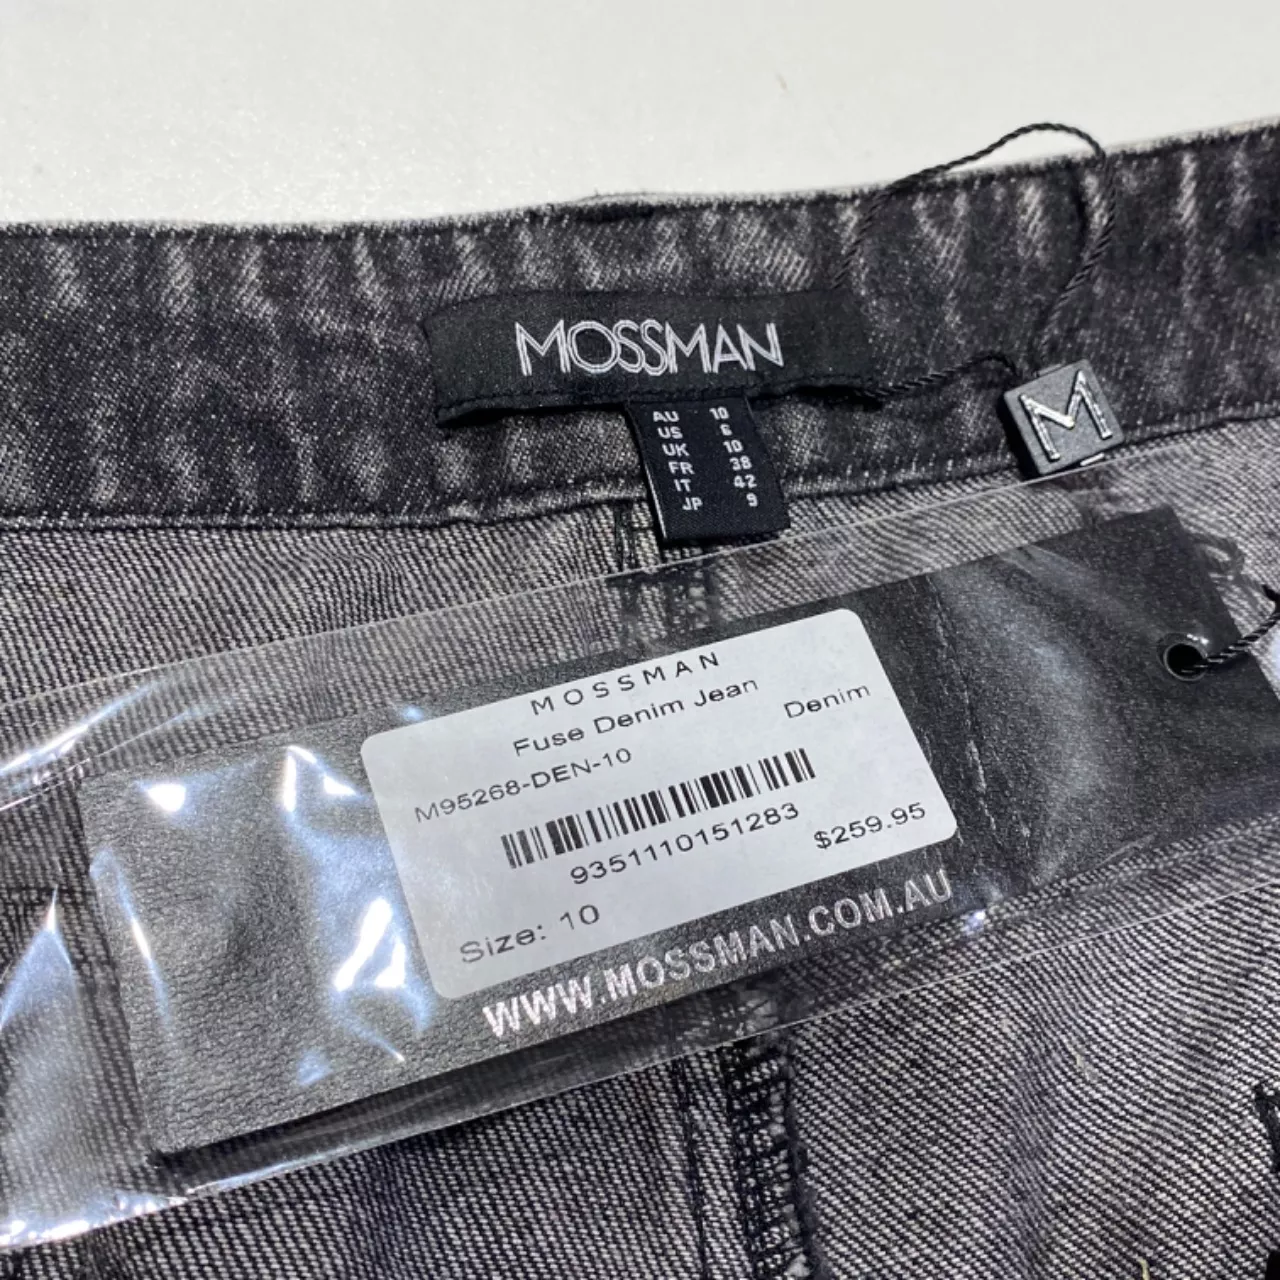 MOSSMAN
AU 10
US 6
UK 10
FR 38
IT 42
JP 9
M
MOSSMAN
Fuse Denim Jean
M95268-DEN-10 Denim
9351110151283
Size: 10 $259.95
WWW.MOSSMAN.COM.AU